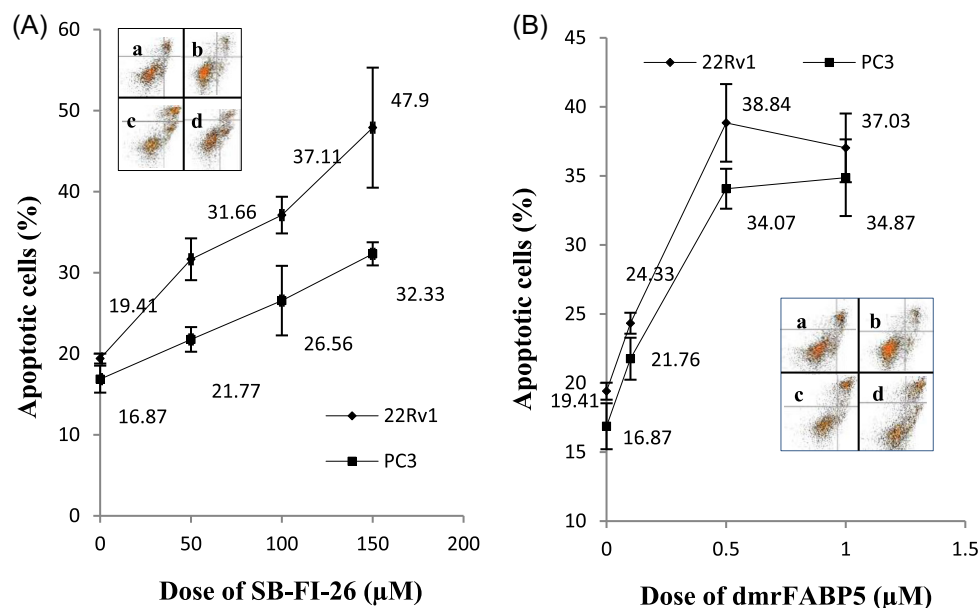 (A)
60
50
40
30
20
10
0
Apoptotic cells (%)
a b
c d
47.9
37.11
31.66
19.41
32.33
26.56
21.77
16.87
22Rv1
PC3
0 50 100 150 200
Dose of SB-FI-26 (µM)
(B)
45
40
35
30
25
20
15
10
Apoptotic cells (%)
22Rv1 PC3
38.84
37.03
34.07
34.87
24.33
21.76
19.41
16.87
a b
c d
0 0.5 1 1.5
Dose of dmrFABP5 (µM)